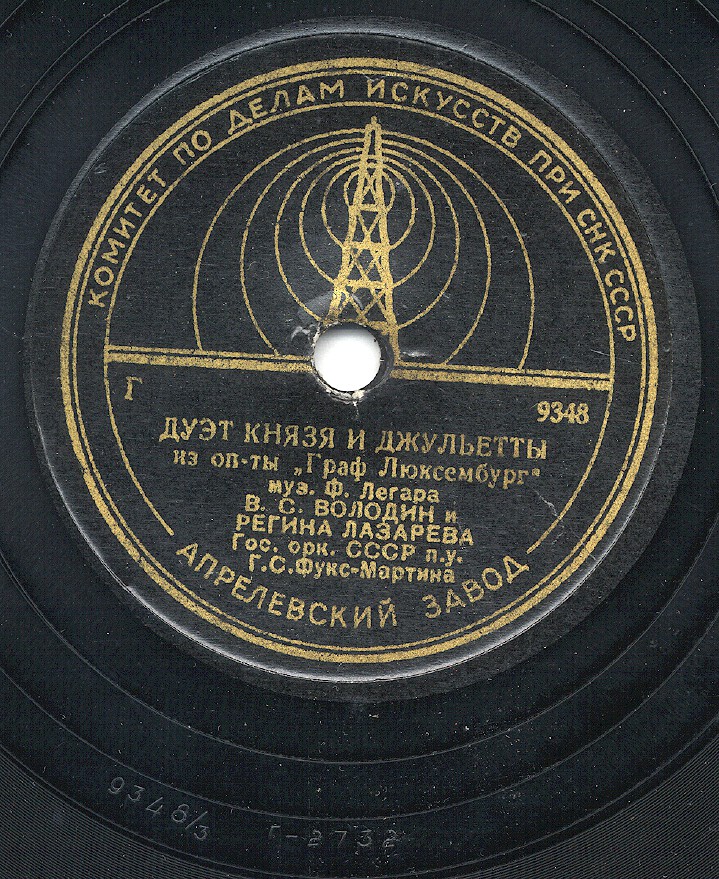 КОМИТЕТ ПО ДЕЛАМ ИСКУССТВ ПРИ СНК СССР
Г
9348
ДУЭТ КНЯЗЯ И ДЖУЛЬЕТТЫ
из оп-ты „Граф Люксембург"
муз. Ф. Легара
В. С. ВОЛОДИН и
РЕГИНА ЛАЗАРЕВА
Гос. орк. СССР п.у.
Г.С.Фукс-Мартина
АПРЕЛЕВСКИЙ ЗАВОД
9348/3
Г-2732